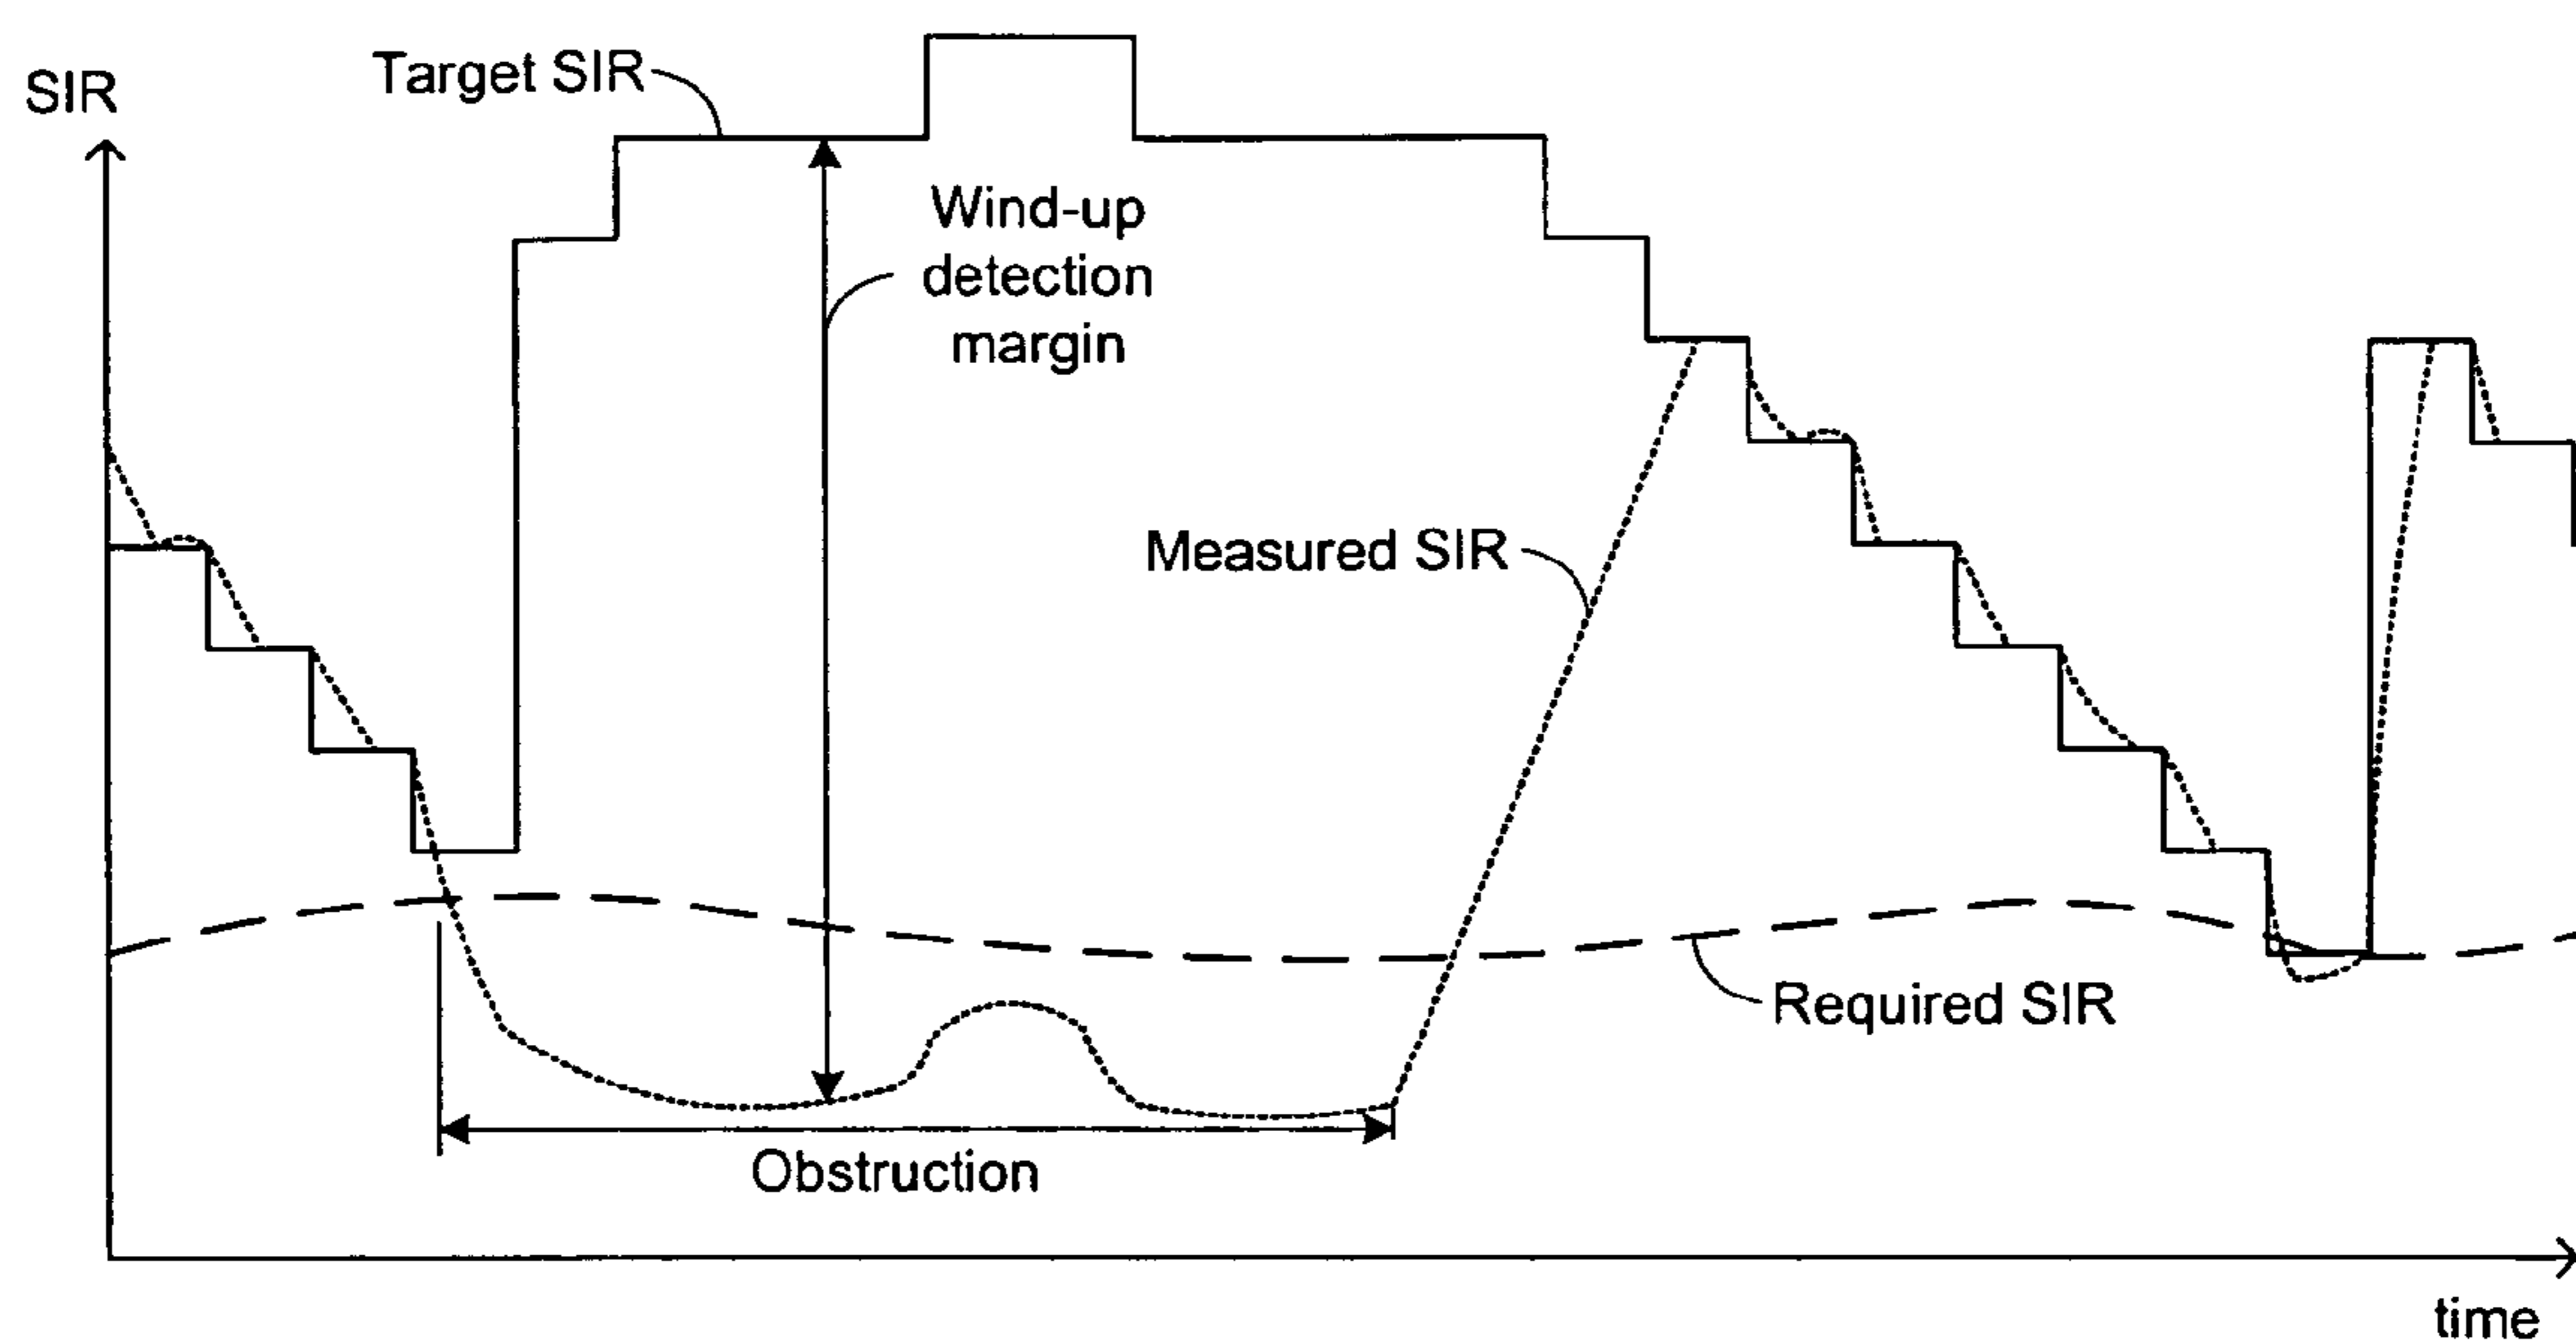 SIR
Target SIR
Wind-up
detection
margin
Measured SIR
Required SIR
Obstruction
time